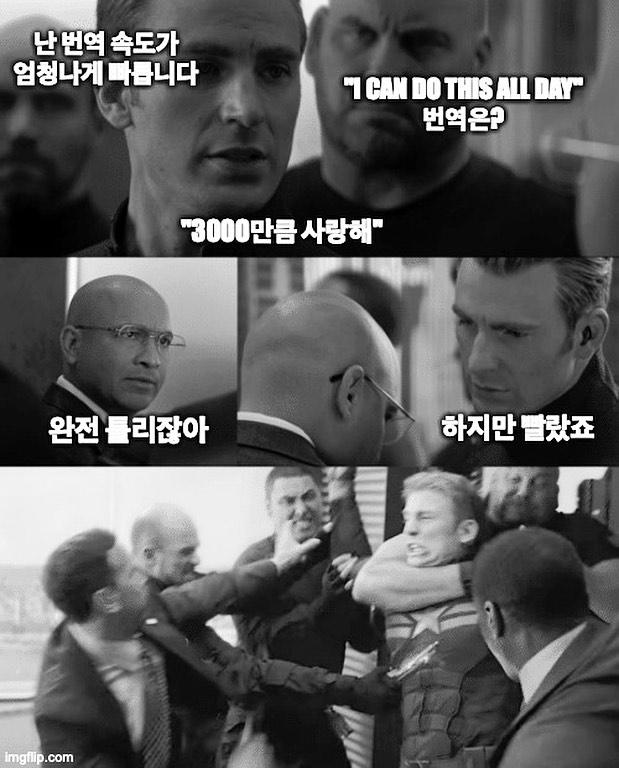 난 번역 속도가
엄청나게 빠릅니다
"I CAN DO THIS ALL DAY"
번역은?
"3000만큼 사랑해"
완전 틀리잖아
하지만 빨랐죠
imgflip.com